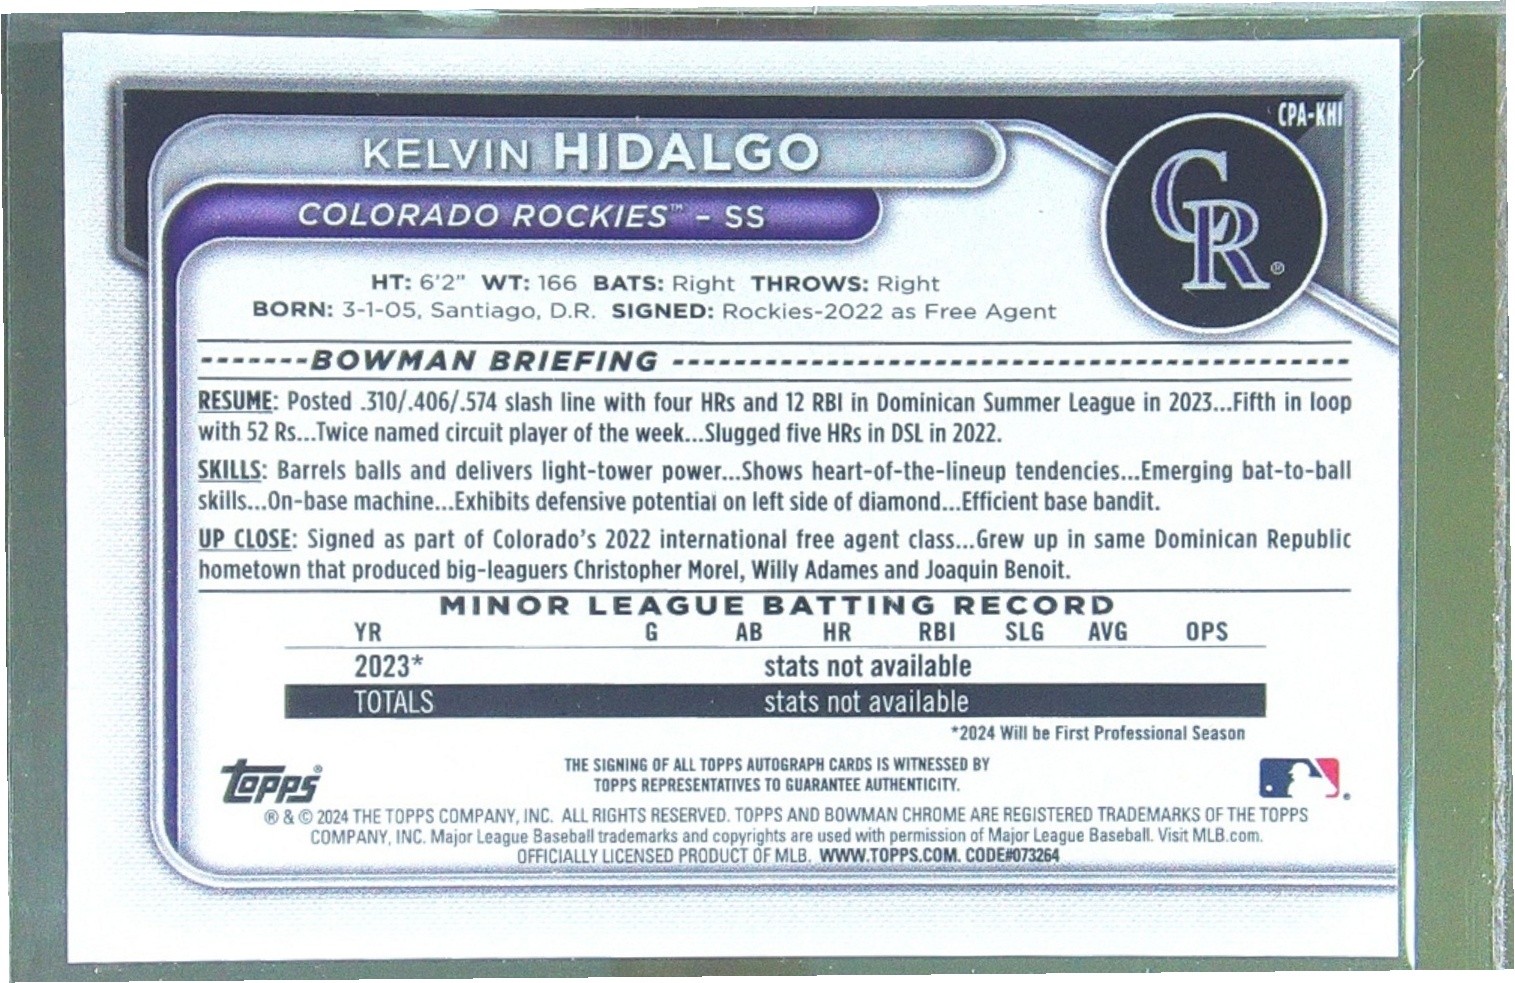 CPA-KHI
KELVIN HIDALGO
COLORADO ROCKIES™ - SS
CR®
HT: 6'2" WT: 166 BATS: Right THROWS: Right
BORN: 3-1-05, Santiago, D.R. SIGNED: Rockies-2022 as Free Agent
-------BOWMAN BRIEFING ----------------------------------------
RESUME: Posted .310/.406/.574 slash line with four HRs and 12 RBI in Dominican Summer League in 2023...Fifth in loop
with 52 Rs...Twice named circuit player of the week...Slugged five HRs in DSL in 2022.
SKILLS: Barrels balls and delivers light-tower power...Shows heart-of-the-lineup tendencies...Emerging bat-to-ball
skills...On-base machine...Exhibits defensive potential on left side of diamond...Efficient base bandit.
UP CLOSE: Signed as part of Colorado's 2022 international free agent class...Grew up in same Dominican Republic
hometown that produced big-leaguers Christopher Morel, Willy Adames and Joaquin Benoit.
MINOR LEAGUE BATTING RECORD
YR G AB HR RBI SLG AVG OPS
2023* stats not available
TOTALS stats not available
*2024 Will be First Professional Season
topps®
THE SIGNING OF ALL TOPPS AUTOGRAPH CARDS IS WITNESSED BY
TOPPS REPRESENTATIVES TO GUARANTEE AUTHENTICITY.
® & © 2024 THE TOPPS COMPANY, INC. ALL RIGHTS RESERVED. TOPPS AND BOWMAN CHROME ARE REGISTERED TRADEMARKS OF THE TOPPS
COMPANY, INC. Major League Baseball trademarks and copyrights are used with permission of Major League Baseball. Visit MLB.com.
OFFICIALLY LICENSED PRODUCT OF MLB. WWW.TOPPS.COM. CODE#073264